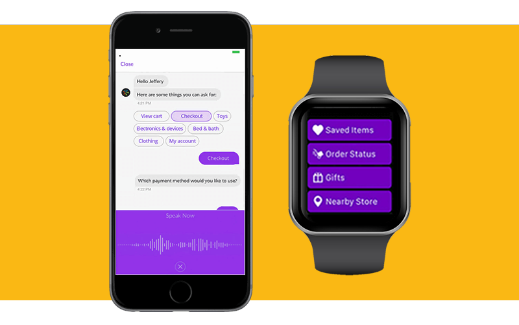 Close
Hello Jeffery
Here are some things you can ask for:
4:21 PM
View cart
Checkout
Toys
Electronics & devices
Bed & Bath
Clothing
My account
Checkout
Which payment method would you like to use?
4:22 PM
Speak Now
Saved Items
Order Status
Gifts
Nearby Store